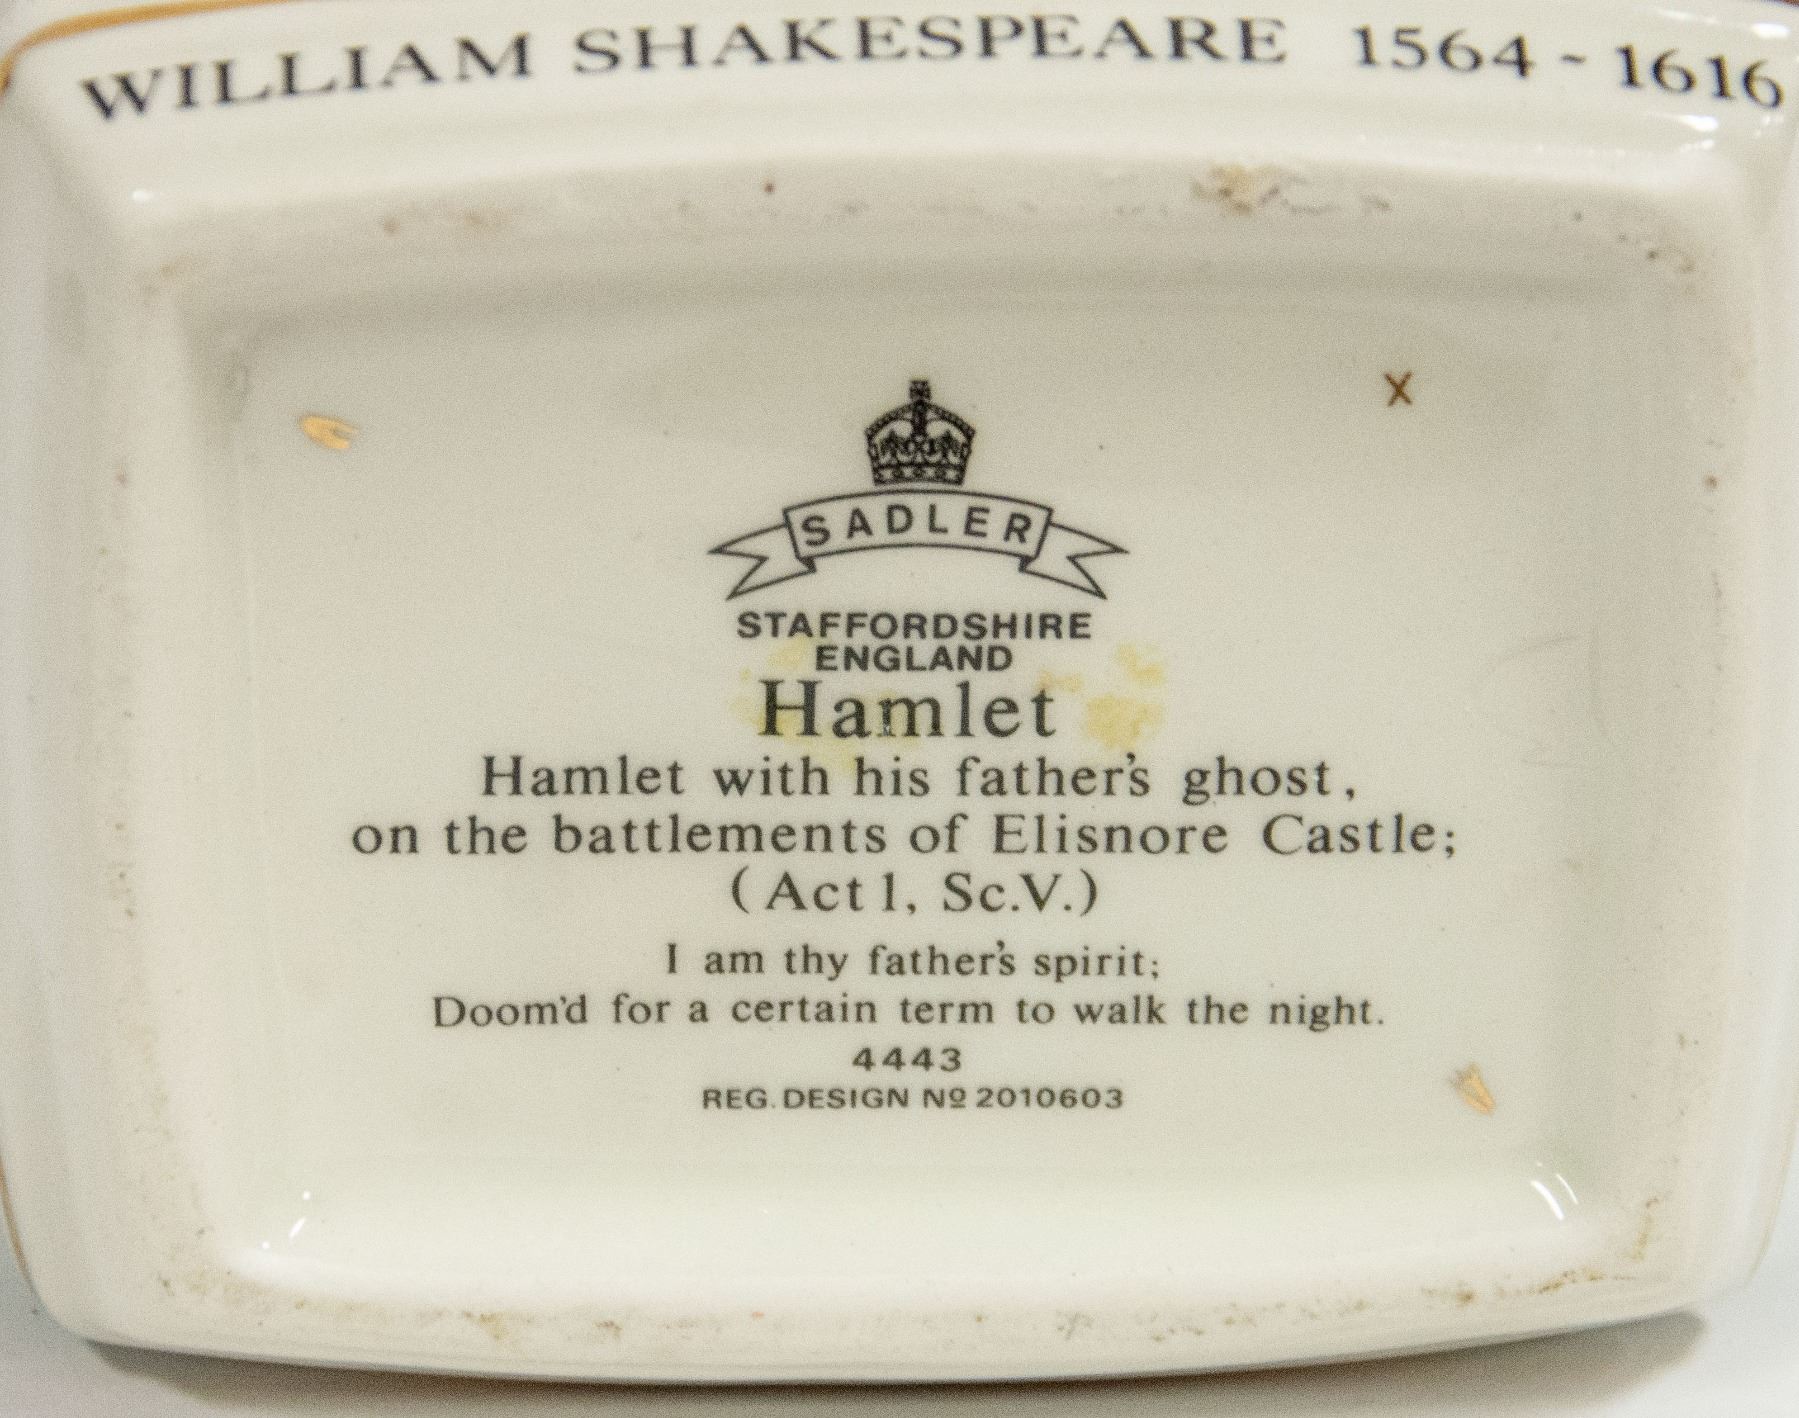 WILLIAM SHAKESPEARE 1564 ~ 1616
X
SADLER
STAFFORDSHIRE
ENGLAND
Hamlet
Hamlet with his father's ghost,
on the battlements of Elisnore Castle;
(Act 1, Sc.V.)
I am thy father's spirit;
Doom'd for a certain term to walk the night.
4443
REG. DESIGN Nº 2010603